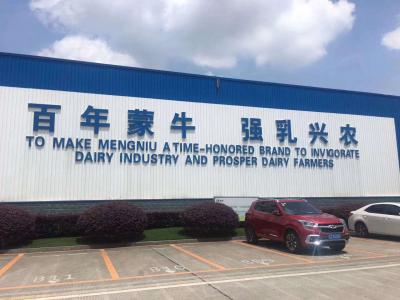 百年蒙牛 强乳兴农
TO MAKE MENGNIU A TIME-HONORED BRAND TO INVIGORATE
DAIRY INDUSTRY AND PROSPER DAIRY FARMERS